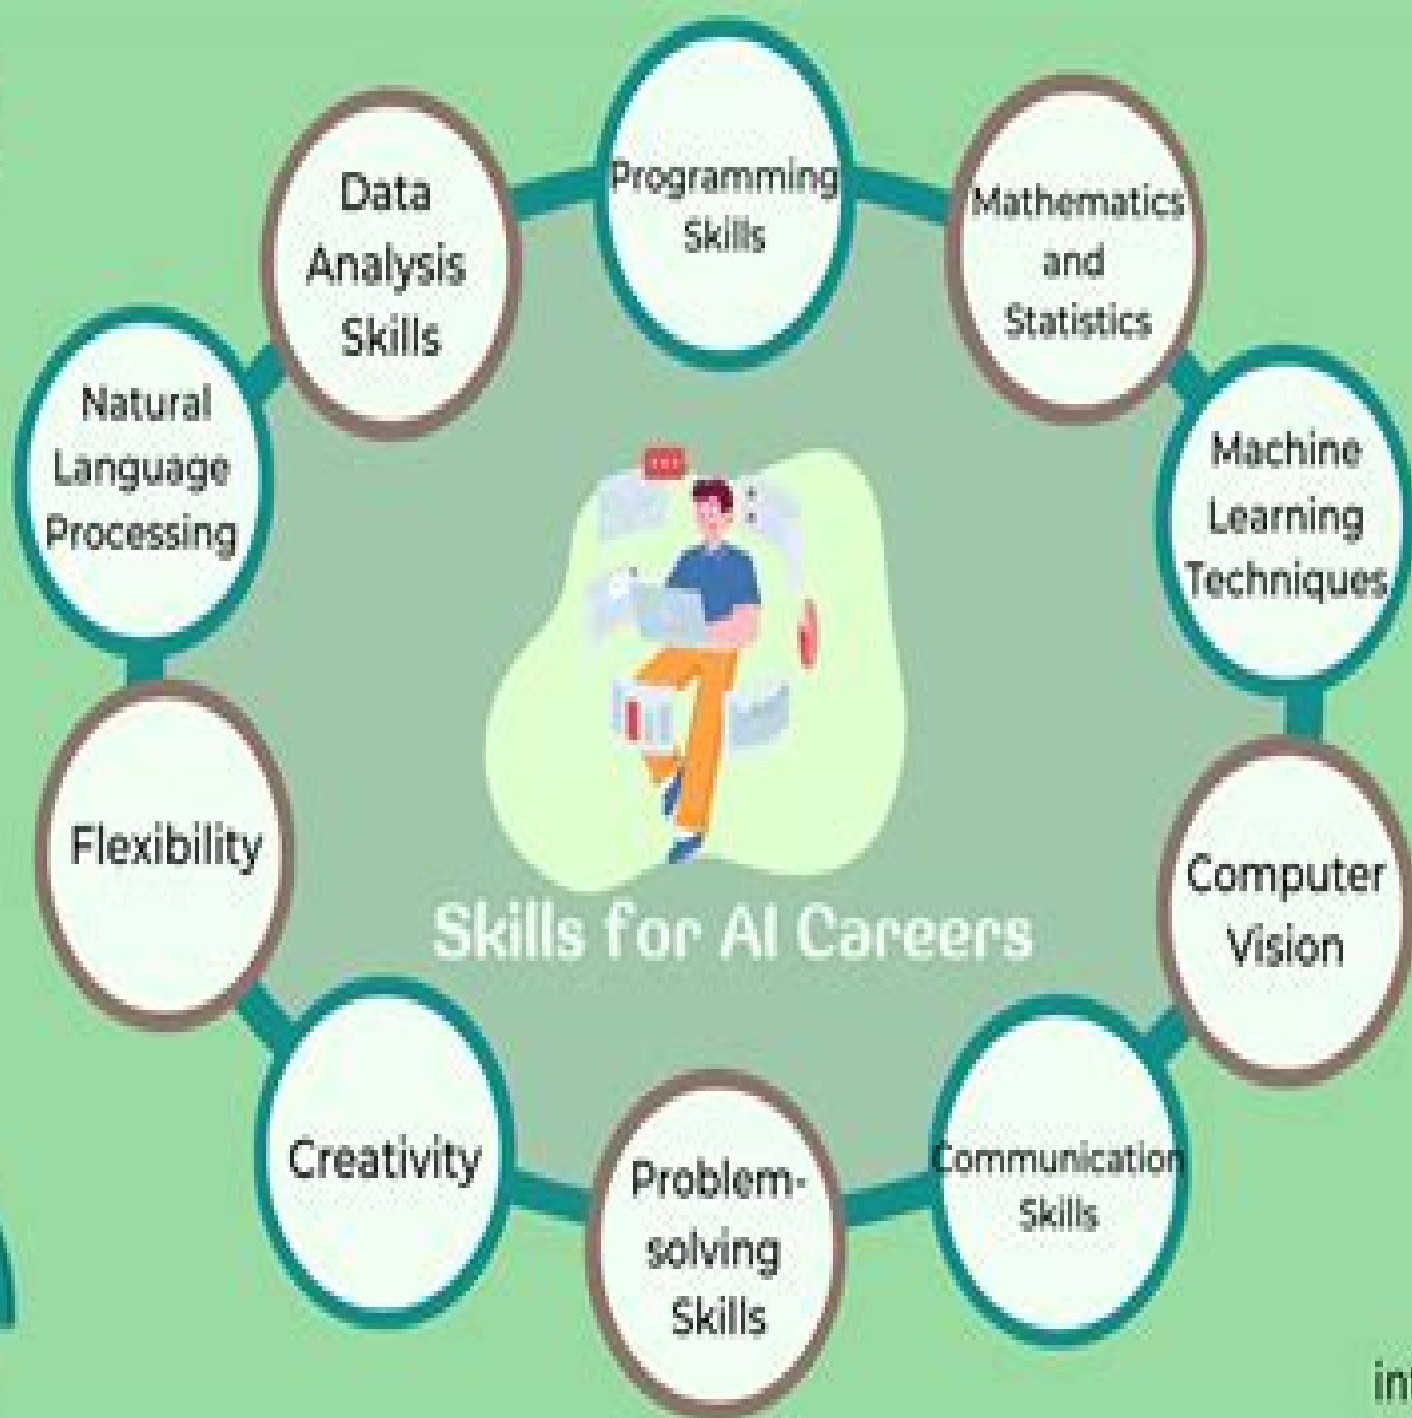 Programming
Skills
Mathematics
and
Statistics
Machine
Learning
Techniques
Computer
Vision
Communication
Skills
Problem-
solving
Skills
Creativity
Flexibility
Natural
Language
Processing
Data
Analysis
Skills
Skills for AI Careers